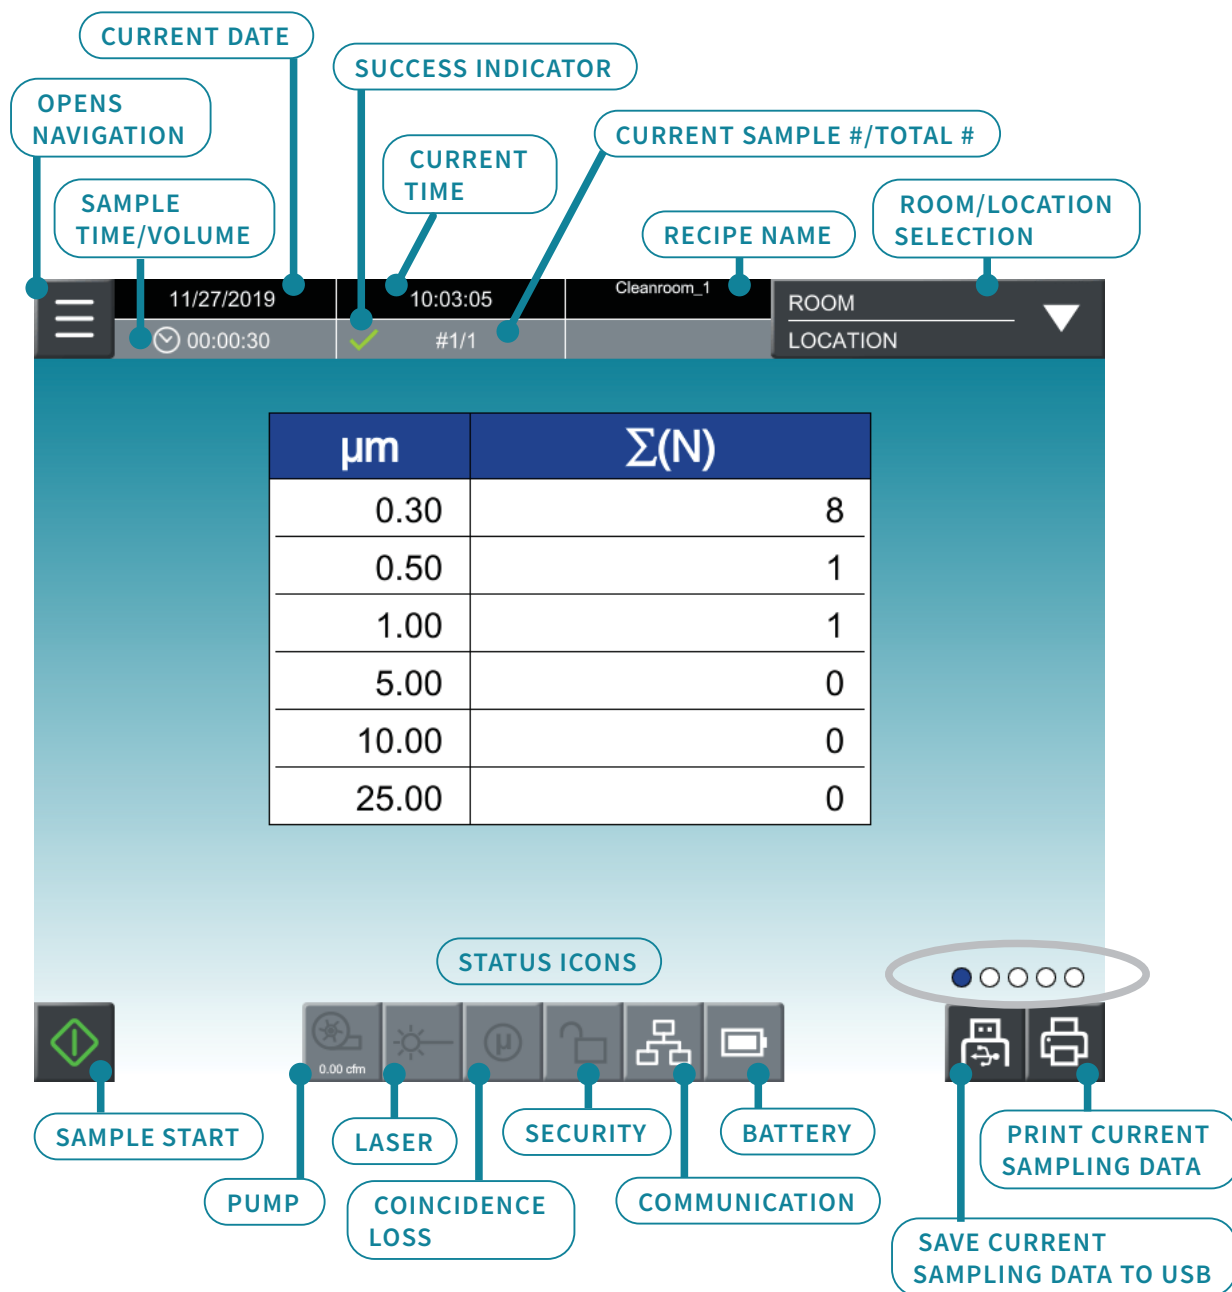 CURRENT DATE
SUCCESS INDICATOR
OPENS
NAVIGATION
CURRENT SAMPLE #/TOTAL #
CURRENT
TIME
SAMPLE
TIME/VOLUME
ROOM/LOCATION
SELECTION
RECIPE NAME
11/27/2019
10:03:05
Cleanroom_1
ROOM
00:00:30
#1/1
LOCATION
µm Σ(N)
0.30 8
0.50 1
1.00 1
5.00 0
10.00 0
25.00 0
STATUS ICONS
µ
0.00 cfm
SAMPLE START
LASER
SECURITY
BATTERY
PRINT CURRENT
SAMPLING DATA
PUMP
COINCIDENCE
LOSS
COMMUNICATION
SAVE CURRENT
SAMPLING DATA TO USB